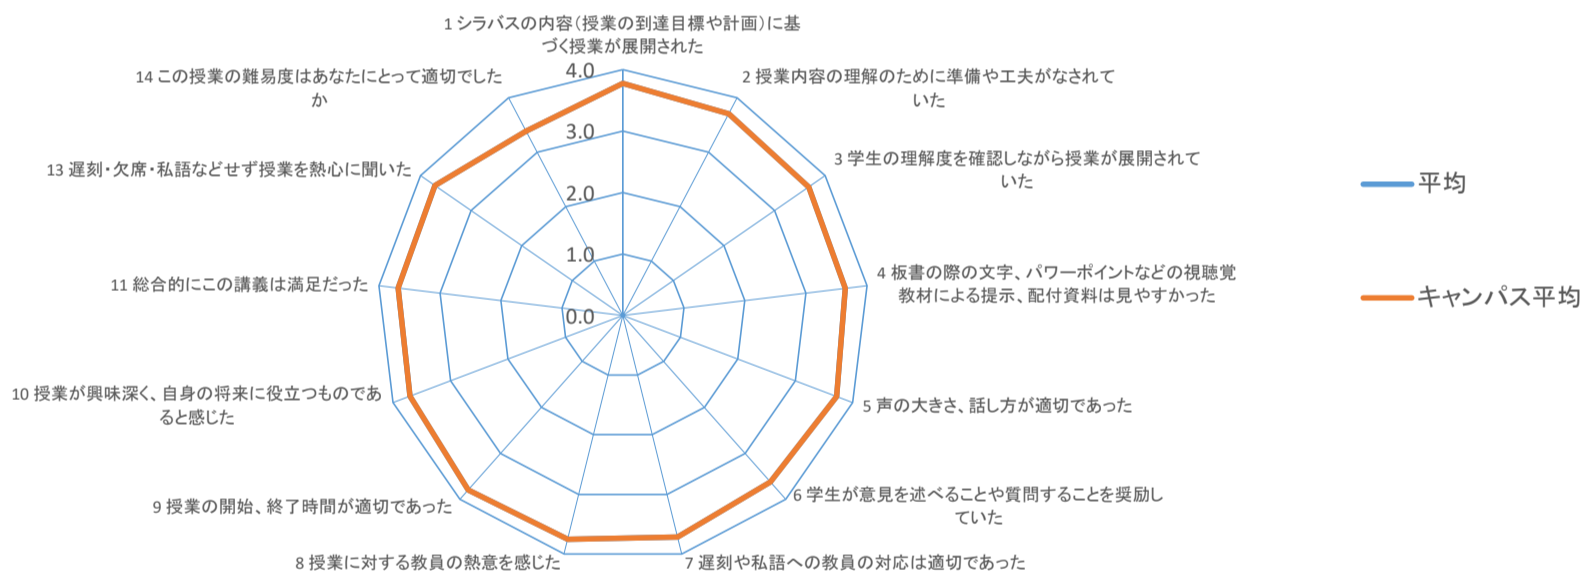 1 シラバスの内容（授業の到達目標や計画）に基
づく授業が展開された
2 授業内容の理解のために準備や工夫がなされて
いた
3 学生の理解度を確認しながら授業が展開されて
いた
4 板書の際の文字、パワーポイントなどの視聴覚
教材による提示、配付資料は見やすかった
5 声の大きさ、話し方が適切であった
6 学生が意見を述べることや質問することを奨励し
ていた
7 遅刻や私語への教員の対応は適切であった
8 授業に対する教員の熱意を感じた
9 授業の開始、終了時間が適切であった
10 授業が興味深く、自身の将来に役立つものであ
ると感じた
11 総合的にこの講義は満足だった
13 遅刻・欠席・私語などせず授業を熱心に聞いた
14 この授業の難易度はあなたにとって適切でした
か
4.0
3.0
2.0
1.0
0.0
平均
キャンパス平均